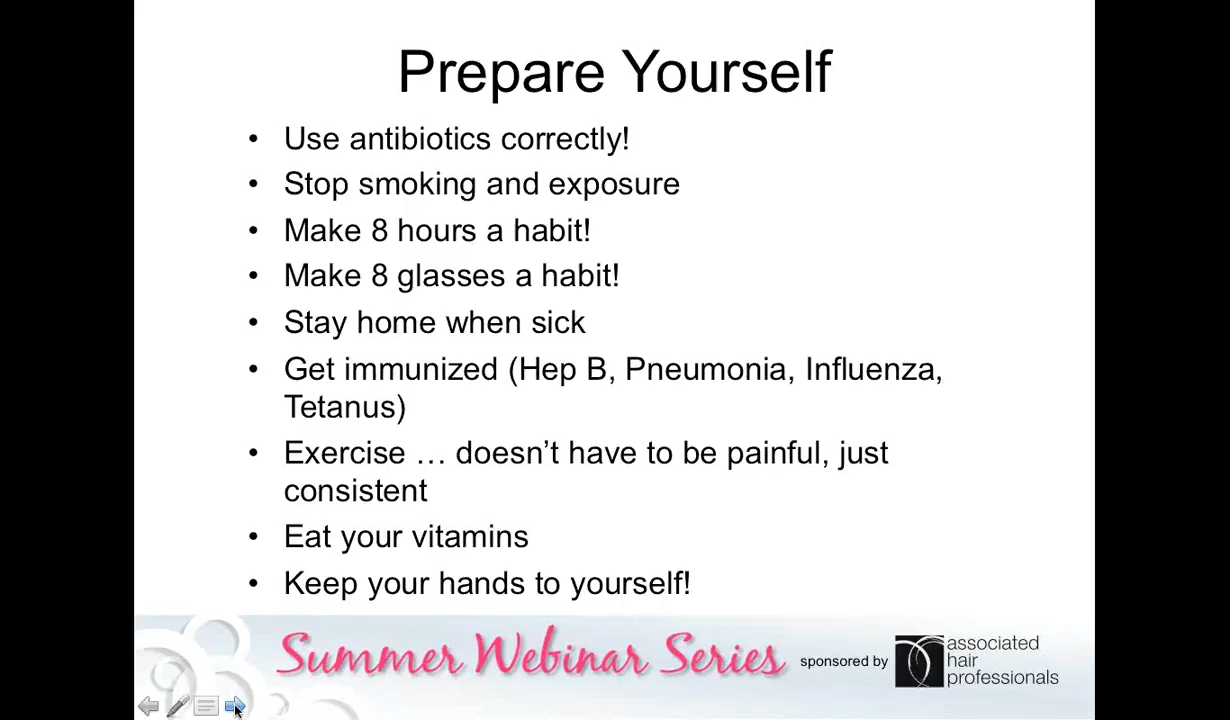 Prepare Yourself
• Use antibiotics correctly!
• Stop smoking and exposure
• Make 8 hours a habit!
• Make 8 glasses a habit!
• Stay home when sick
• Get immunized (Hep B, Pneumonia, Influenza,
Tetanus)
• Exercise … doesn’t have to be painful, just
consistent
• Eat your vitamins
• Keep your hands to yourself!
Summer Webinar Series
sponsored by
associated
hair
professionals